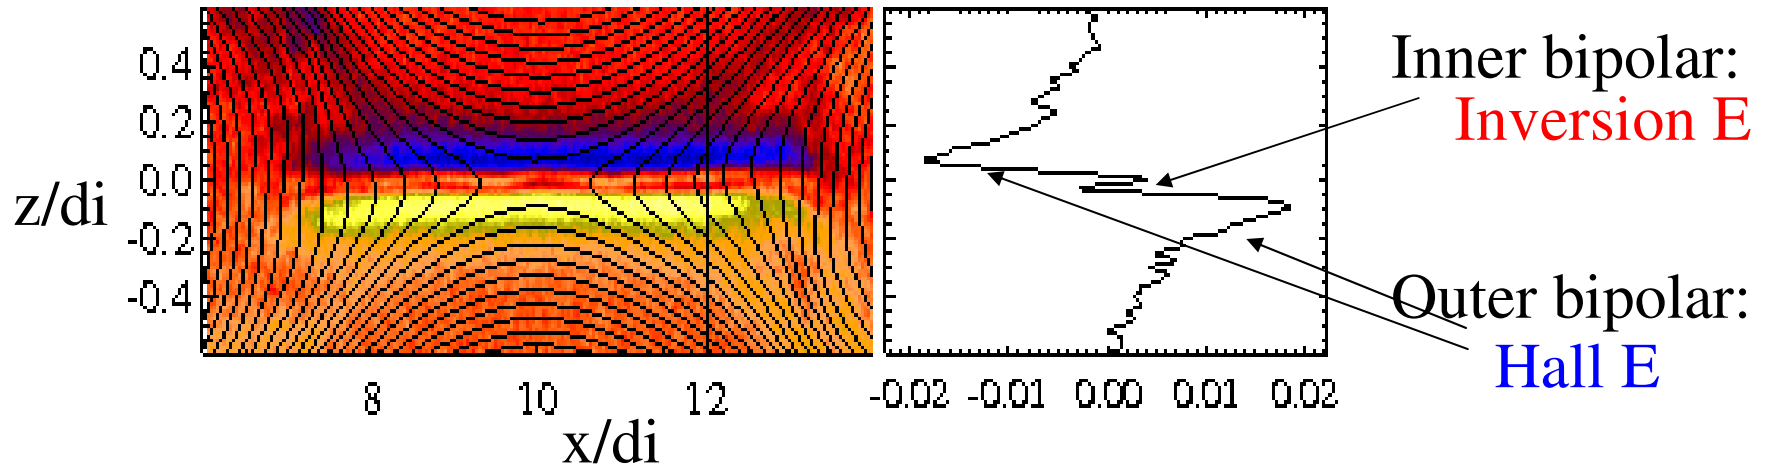 Inner bipolar:
Inversion E
0.4
0.2
0.0
-0.2
-0.4
z/di
Outer bipolar:
Hall E
8 10 12
x/di
-0.02 -0.01 0.00 0.01 0.02